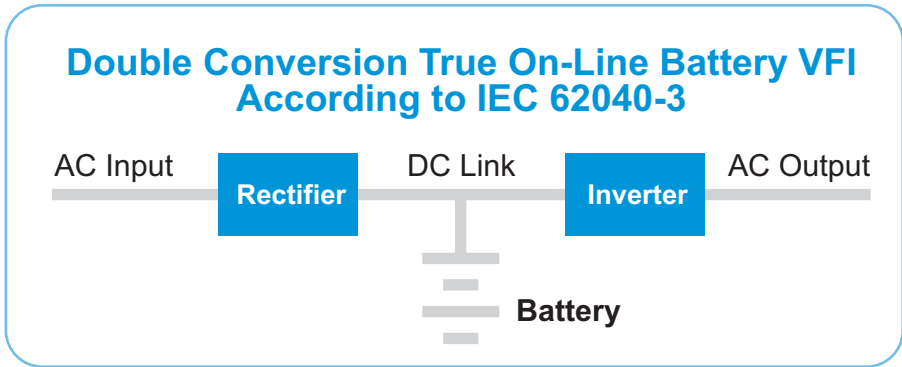 Double Conversion True On-Line Battery VFI
According to IEC 62040-3
AC Input
Rectifier
DC Link
Inverter
AC Output
Battery